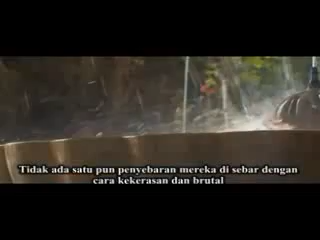 Tidak ada satu pun penyebaran mereka di sebar dengan
cara kekerasan dan brutal